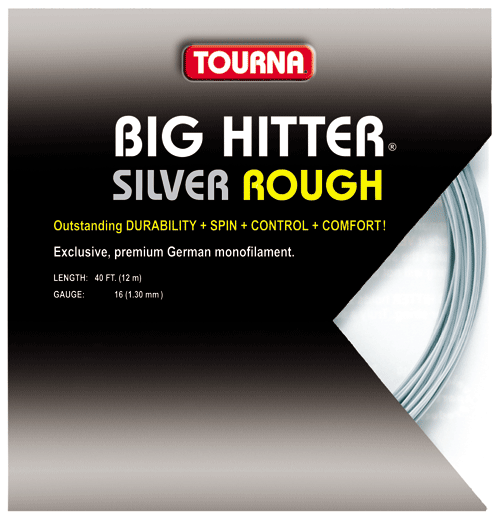 TOURNA
BIG HITTER®
SILVER ROUGH
Outstanding DURABILITY + SPIN + CONTROL + COMFORT!
Exclusive, premium German monofilament.
LENGTH: 40 FT. (12 m)
GAUGE: 16 (1.30 mm )